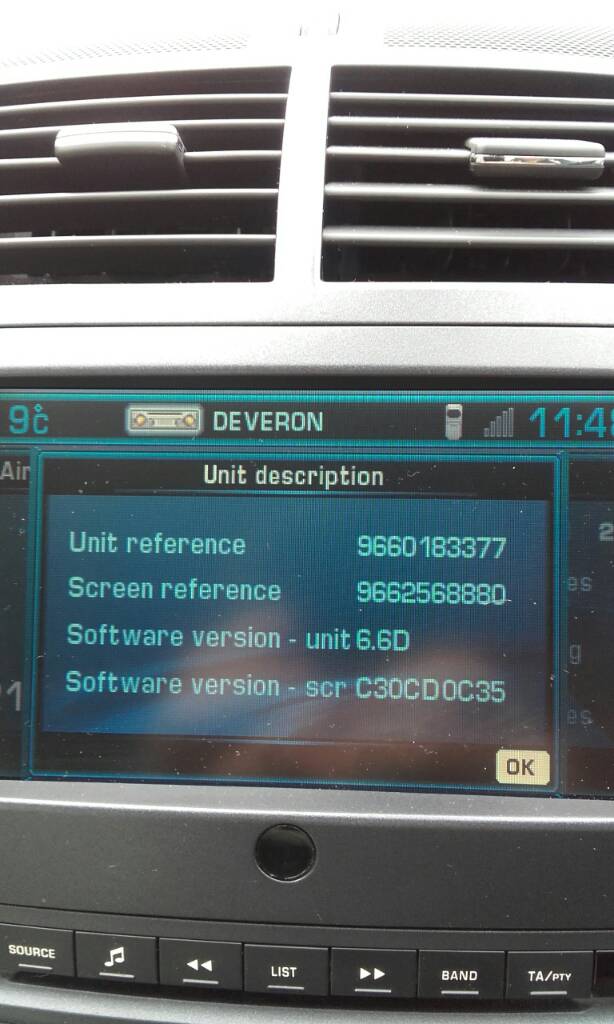 9°C DEVERON 11:4
Air
Unit description
Unit reference 9660183377
Screen reference 9662568880
Software version - unit 6.6D
Software version - scr C30CD0C35
OK
SOURCE LIST BAND TA/PTY